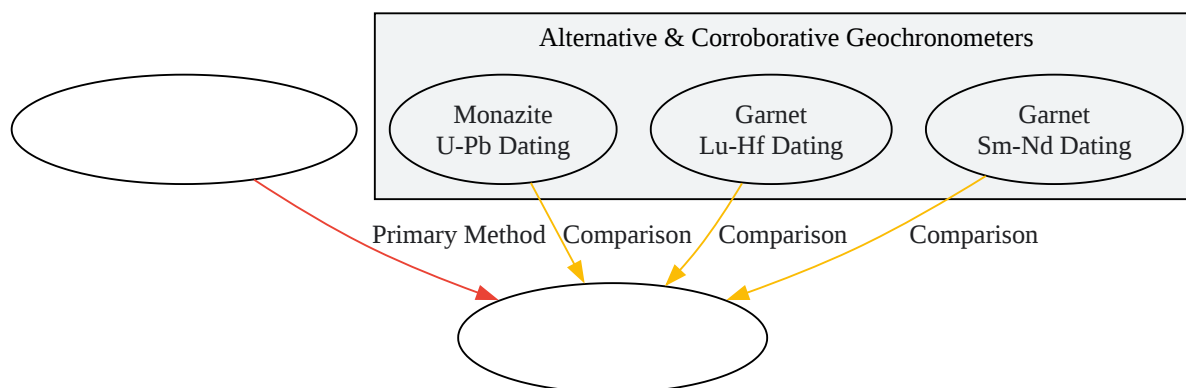 Alternative & Corroborative Geochronometers
Monazite
U-Pb Dating
Garnet
Lu-Hf Dating
Garnet
Sm-Nd Dating
Primary Method
Comparison
Comparison
Comparison